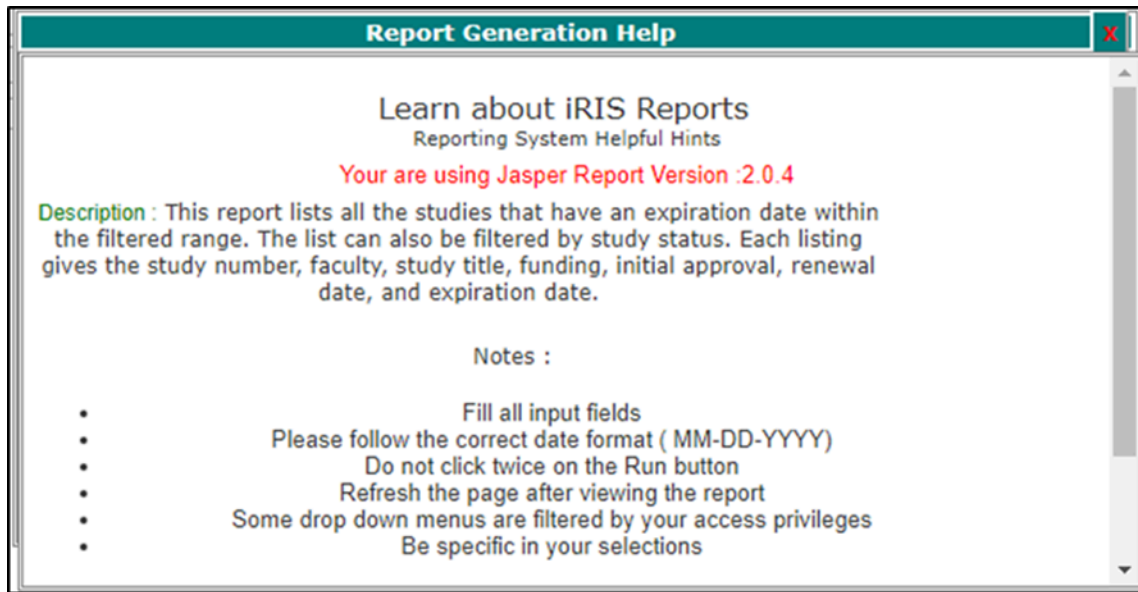 Report Generation Help
X
Learn about iRIS Reports
Reporting System Helpful Hints
Your are using Jasper Report Version :2.0.4
Description : This report lists all the studies that have an expiration date within
the filtered range. The list can also be filtered by study status. Each listing
gives the study number, faculty, study title, funding, initial approval, renewal
date, and expiration date.
Notes :
• Fill all input fields
• Please follow the correct date format ( MM-DD-YYYY)
• Do not click twice on the Run button
• Refresh the page after viewing the report
• Some drop down menus are filtered by your access privileges
• Be specific in your selections